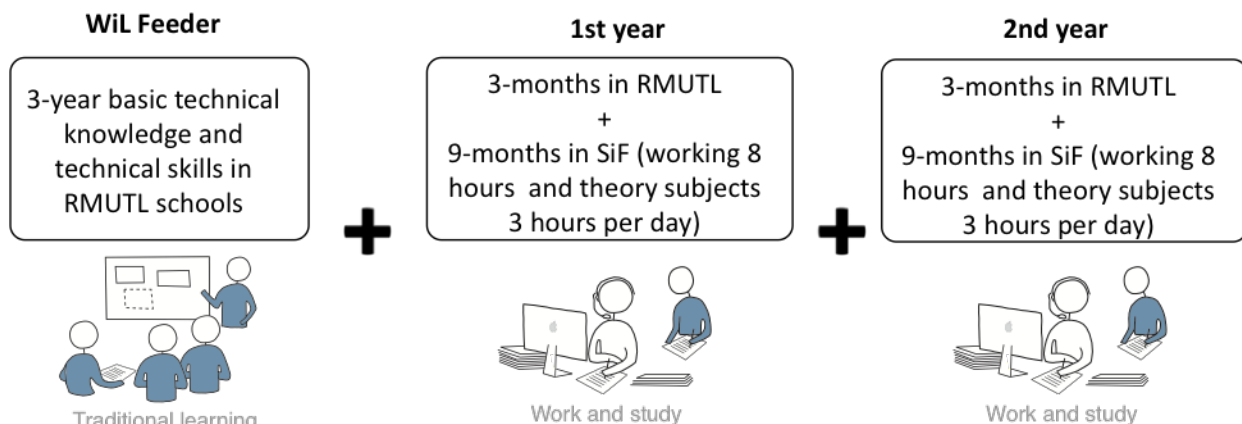 WiL Feeder
3-year basic technical
knowledge and
technical skills in
RMUTL schools
Traditional learning
1st year
3-months in RMUTL
+
9-months in SiF (working 8
hours and theory subjects
3 hours per day)
Work and study
2nd year
3-months in RMUTL
+
9-months in SiF (working 8
hours and theory subjects
3 hours per day)
Work and study